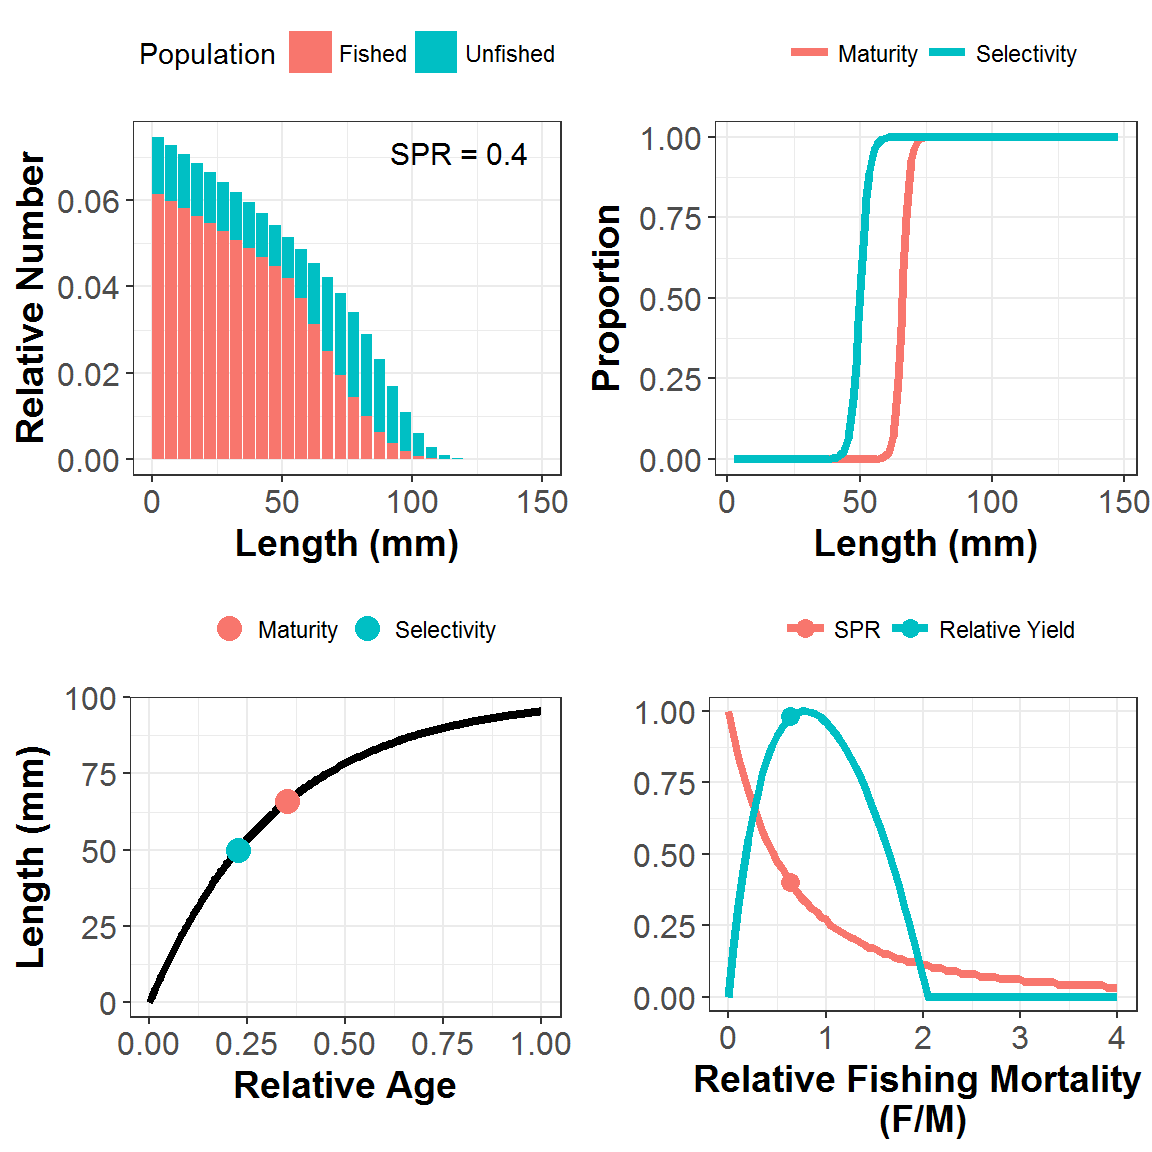 Population Fished Unfished
SPR = 0.4
Relative Number
0.06
0.04
0.02
0.00
0 50 100 150
Length (mm)
Maturity Selectivity
Proportion
1.00
0.75
0.50
0.25
0.00
0 50 100 150
Length (mm)
Maturity Selectivity
Length (mm)
100
75
50
25
0
0.00 0.25 0.50 0.75 1.00
Relative Age
SPR Relative Yield
1.00
0.75
0.50
0.25
0.00
0 1 2 3 4
Relative Fishing Mortality
(F/M)